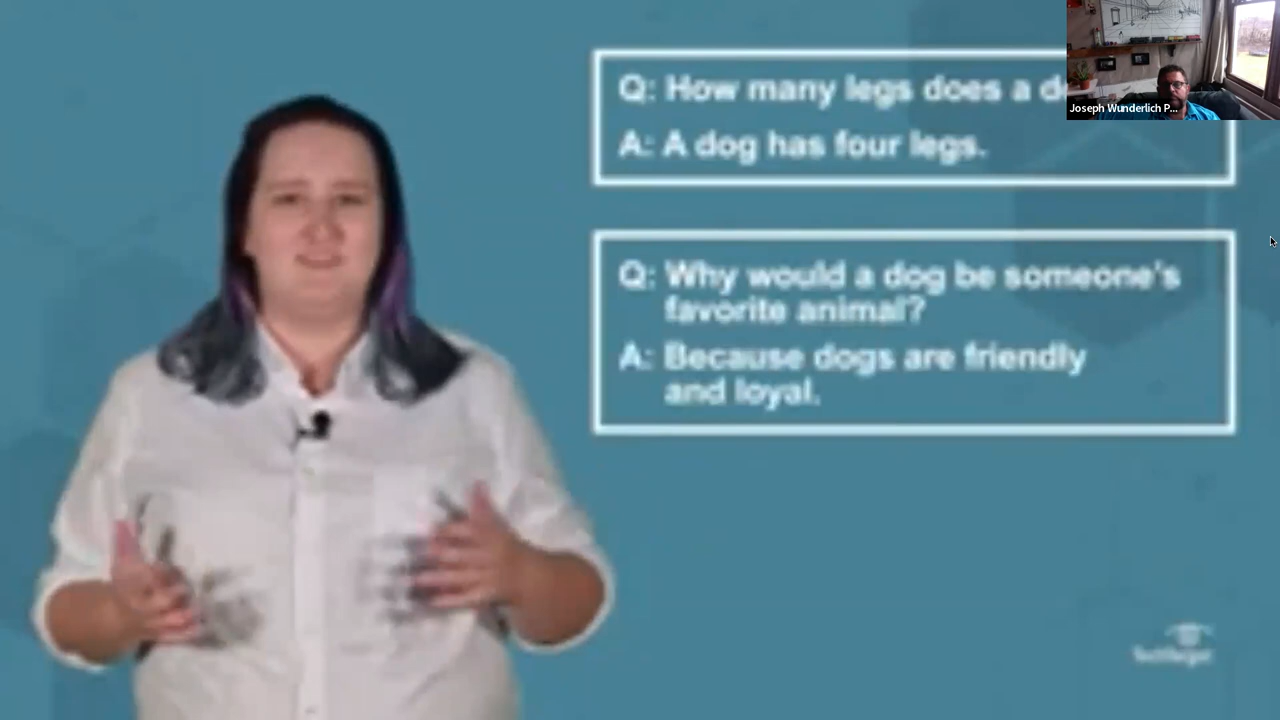 Q: How many legs does a
A: A dog has four legs.
Q: Why would a dog be someone's
favorite animal?
A: Because dogs are friendly
and loyal.
Joseph Wunderlich P...
TechTarget